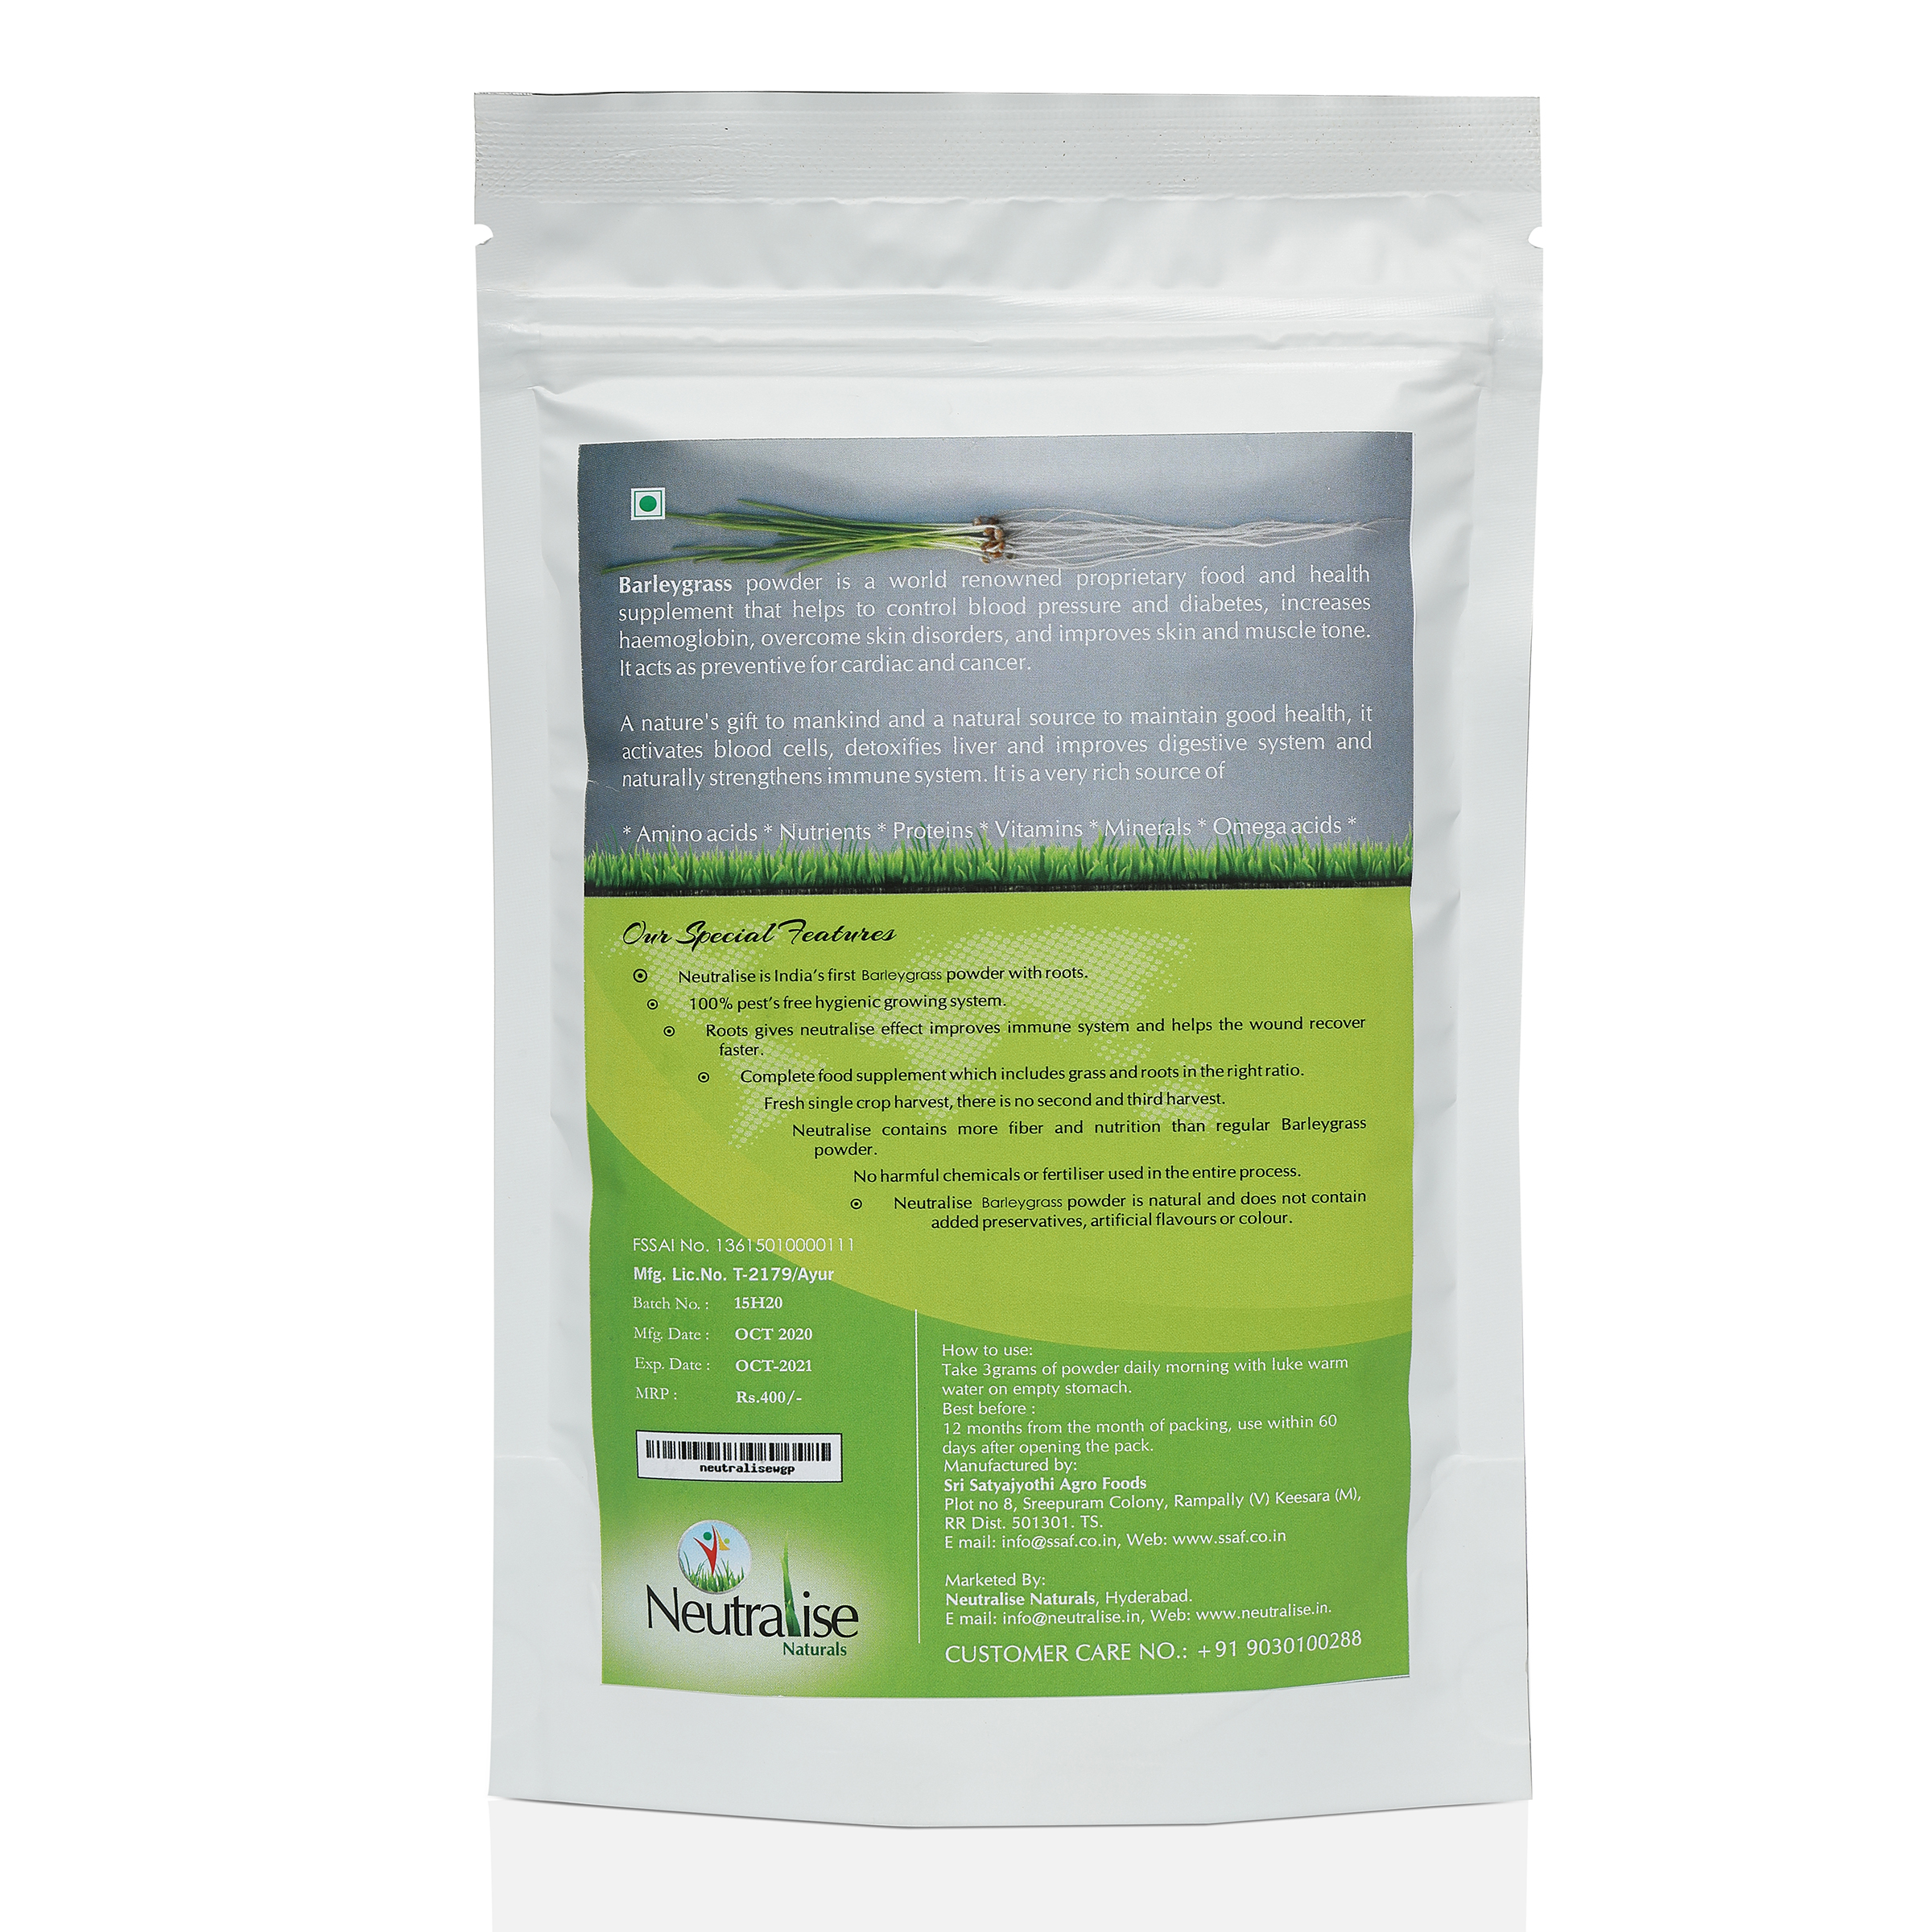 Barleygrass powder is a world renowned proprietary food and health
supplement that helps to control blood pressure and diabetes, increases
haemoglobin, overcome skin disorders, and improves skin and muscle tone.
It acts as preventive for cardiac and cancer.
A nature's gift to mankind and a natural source to maintain good health, it
activates blood cells, detoxifies liver and improves digestive system and
naturally strengthens immune system. It is a very rich source of
* Amino acids * Nutrients * Proteins * Vitamins * Minerals * Omega acids *
Our Special Features
Neutralise is India's first Barleygrass powder with roots.
100% pest's free hygienic growing system.
Roots gives neutralise effect improves immune system and helps the wound recover
faster.
Complete food supplement which includes grass and roots in the right ratio.
Fresh single crop harvest, there is no second and third harvest.
Neutralise contains more fiber and nutrition than regular Barleygrass
powder.
No harmful chemicals or fertiliser used in the entire process.
Neutralise Barleygrass powder is natural and does not contain
added preservatives, artificial flavours or colour.
FSSAI No. 13615010000111
Mfg. Lic.No. T-2179/Ayur
Batch No. : 15H20
Mfg. Date : OCT 2020
Exp. Date : OCT-2021
MRP : Rs.400/-
neutralisewgp
Neutralise
Naturals
How to use:
Take 3grams of powder daily morning with luke warm
water on empty stomach.
Best before :
12 months from the month of packing, use within 60
days after opening the pack.
Manufactured by:
Sri Satyajyothi Agro Foods
Plot no 8, Sreepuram Colony, Rampally (V) Keesara (M),
RR Dist. 501301. TS.
E mail: info@ssaf.co.in, Web: www.ssaf.co.in
Marketed By:
Neutralise Naturals, Hyderabad.
E mail: info@neutralise.in, Web: www.neutralise.in.
CUSTOMER CARE NO.: +91 9030100288